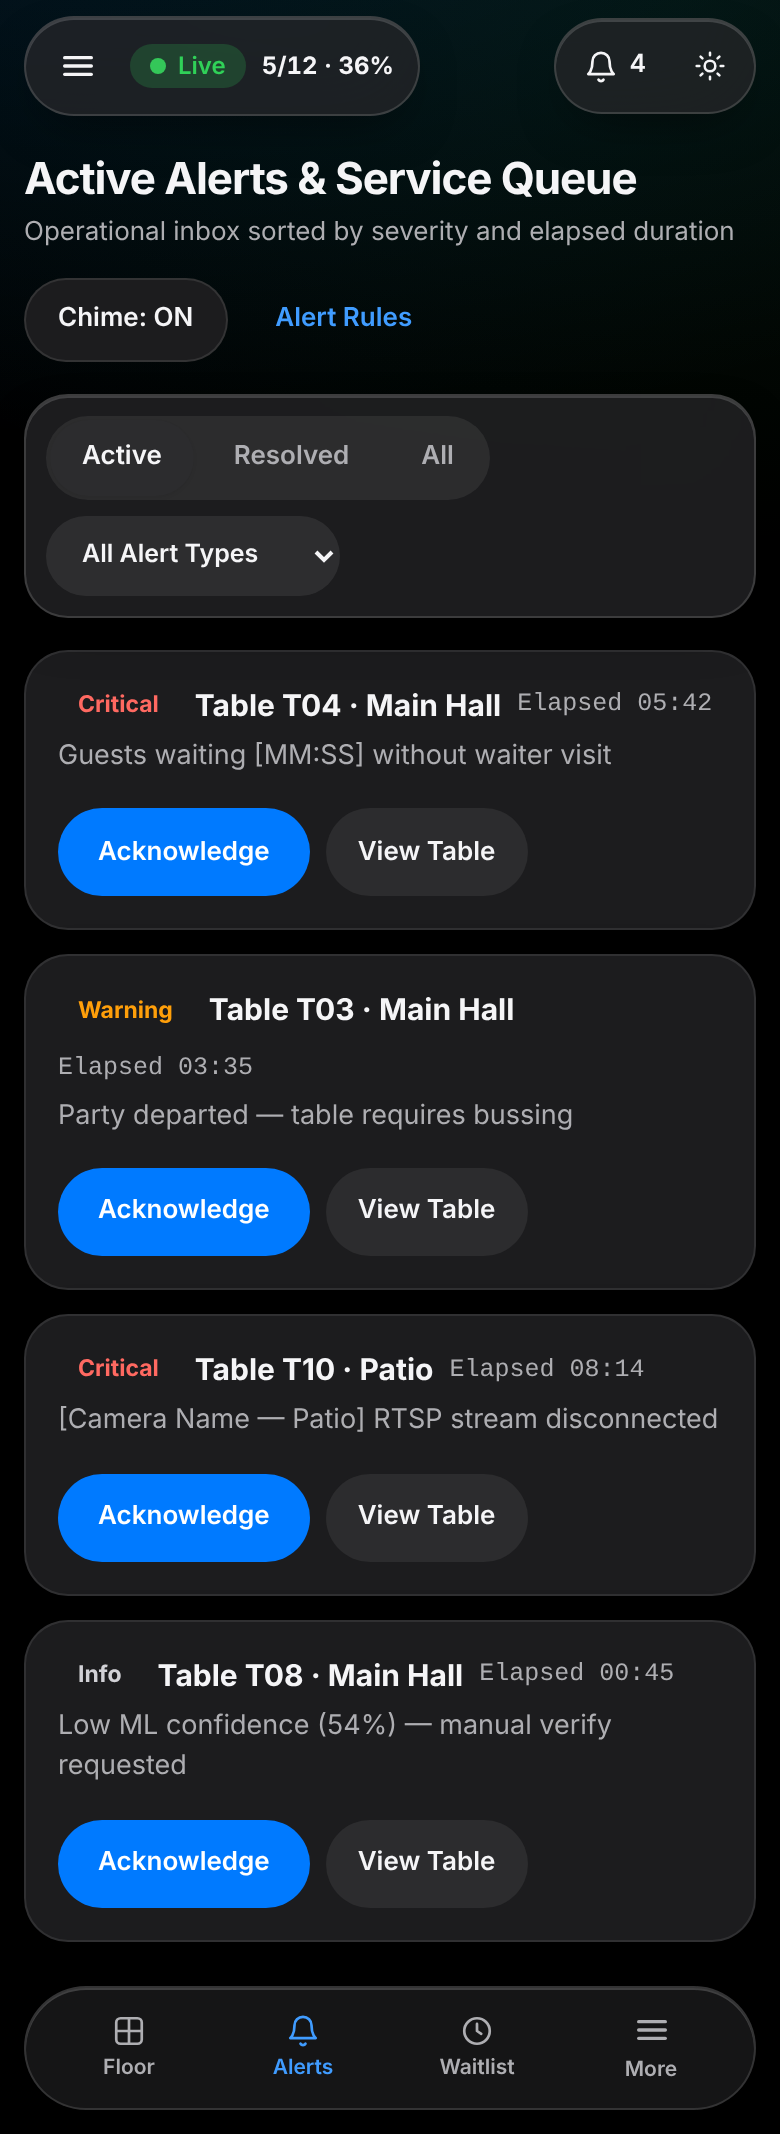 Live 5/12 · 36% 4
Active Alerts & Service Queue
Operational inbox sorted by severity and elapsed duration
Chime: ON Alert Rules
Active Resolved All
All Alert Types
Critical Table T04 · Main Hall Elapsed 05:42
Guests waiting [MM:SS] without waiter visit
Acknowledge View Table
Warning Table T03 · Main Hall
Elapsed 03:35
Party departed — table requires bussing
Acknowledge View Table
Critical Table T10 · Patio Elapsed 08:14
[Camera Name — Patio] RTSP stream disconnected
Acknowledge View Table
Info Table T08 · Main Hall Elapsed 00:45
Low ML confidence (54%) — manual verify
requested
Acknowledge View Table
Floor Alerts Waitlist More